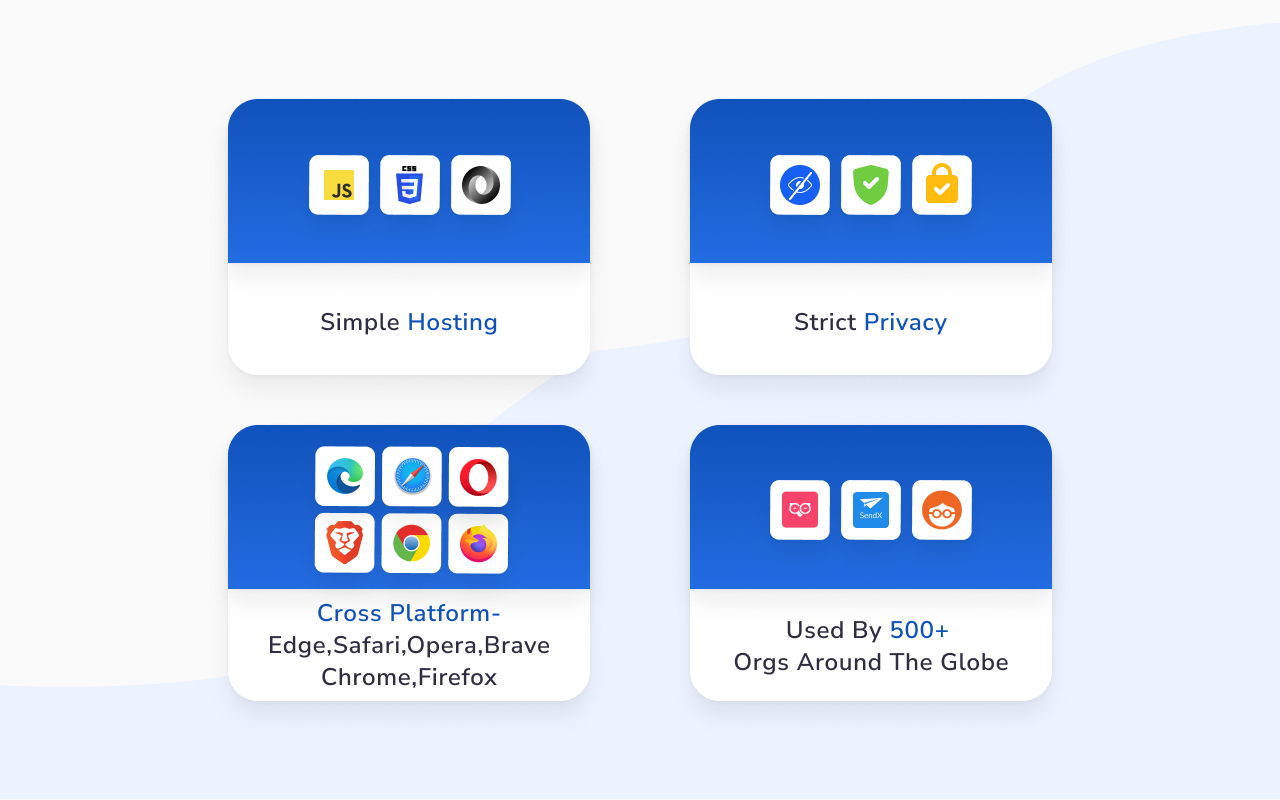 JS
CSS
3
Simple Hosting
Strict Privacy
Cross Platform-
Edge,Safari,Opera,Brave
Chrome,Firefox
SendX
Used By 500+
Orgs Around The Globe